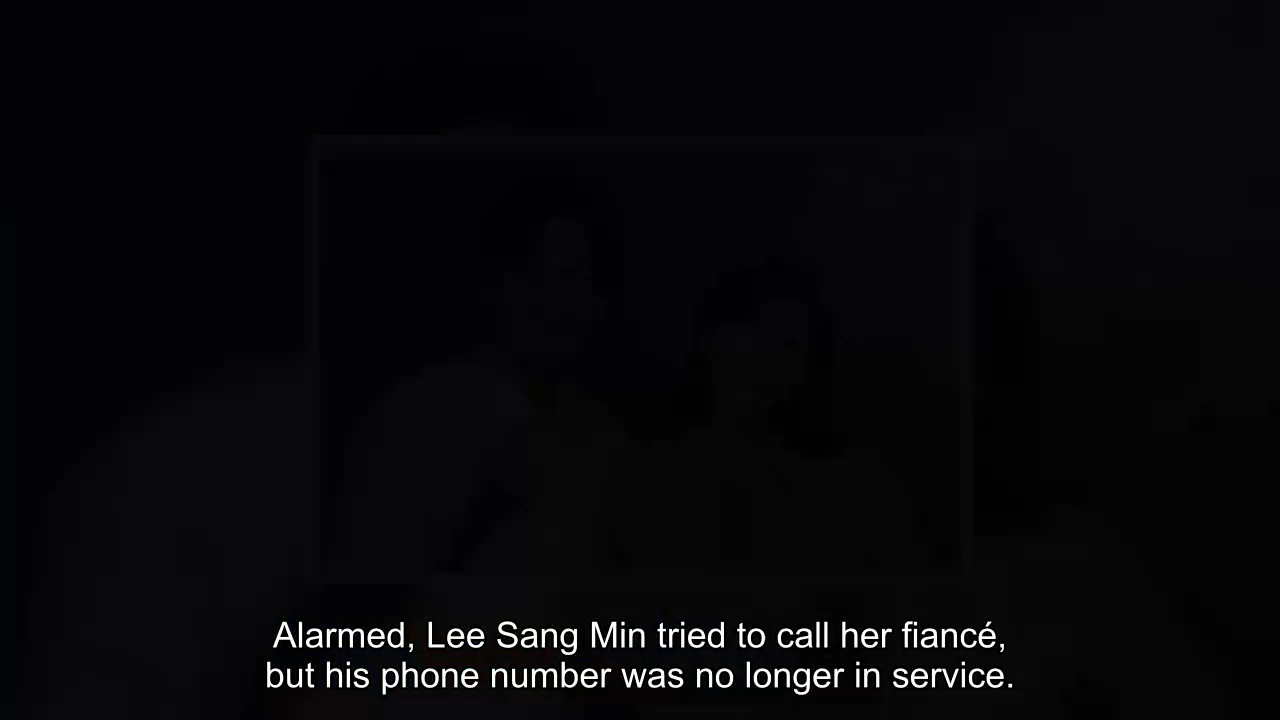 Alarmed, Lee Sang Min tried to call her fiancé,
but his phone number was no longer in service.